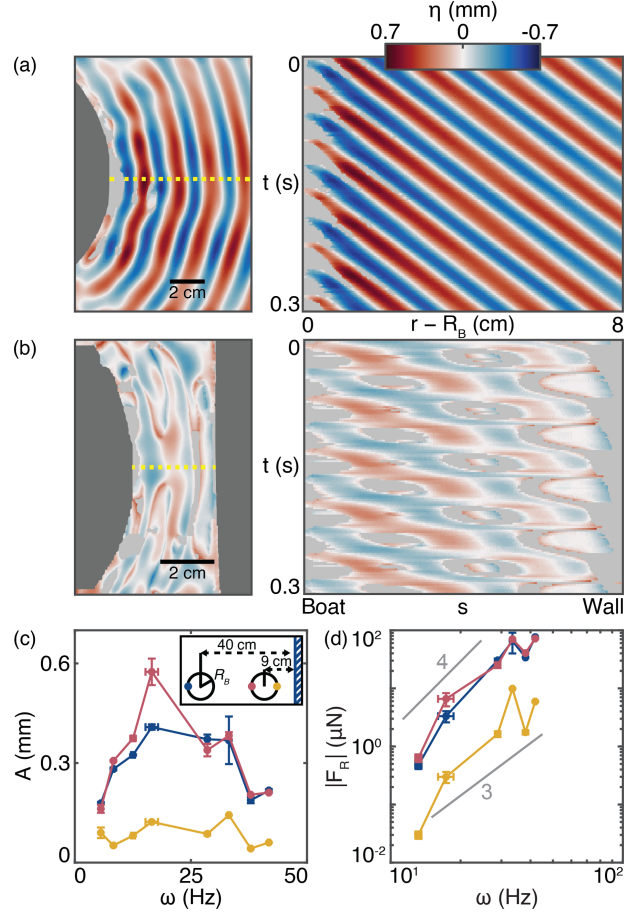 η (mm)
0.7 0 -0.7
(a)
0
t (s)
2 cm
0.3
0 r – R_B (cm) 8
(b)
0
t (s)
2 cm
0.3
Boat s Wall
(c)
40 cm
9 cm
R_B
0.6
0.3
0
A (mm)
0 25 50
ω (Hz)
(d)
10^2
10^0
10^-2
|F_R| (μN)
4
3
10^1 10^2
ω (Hz)